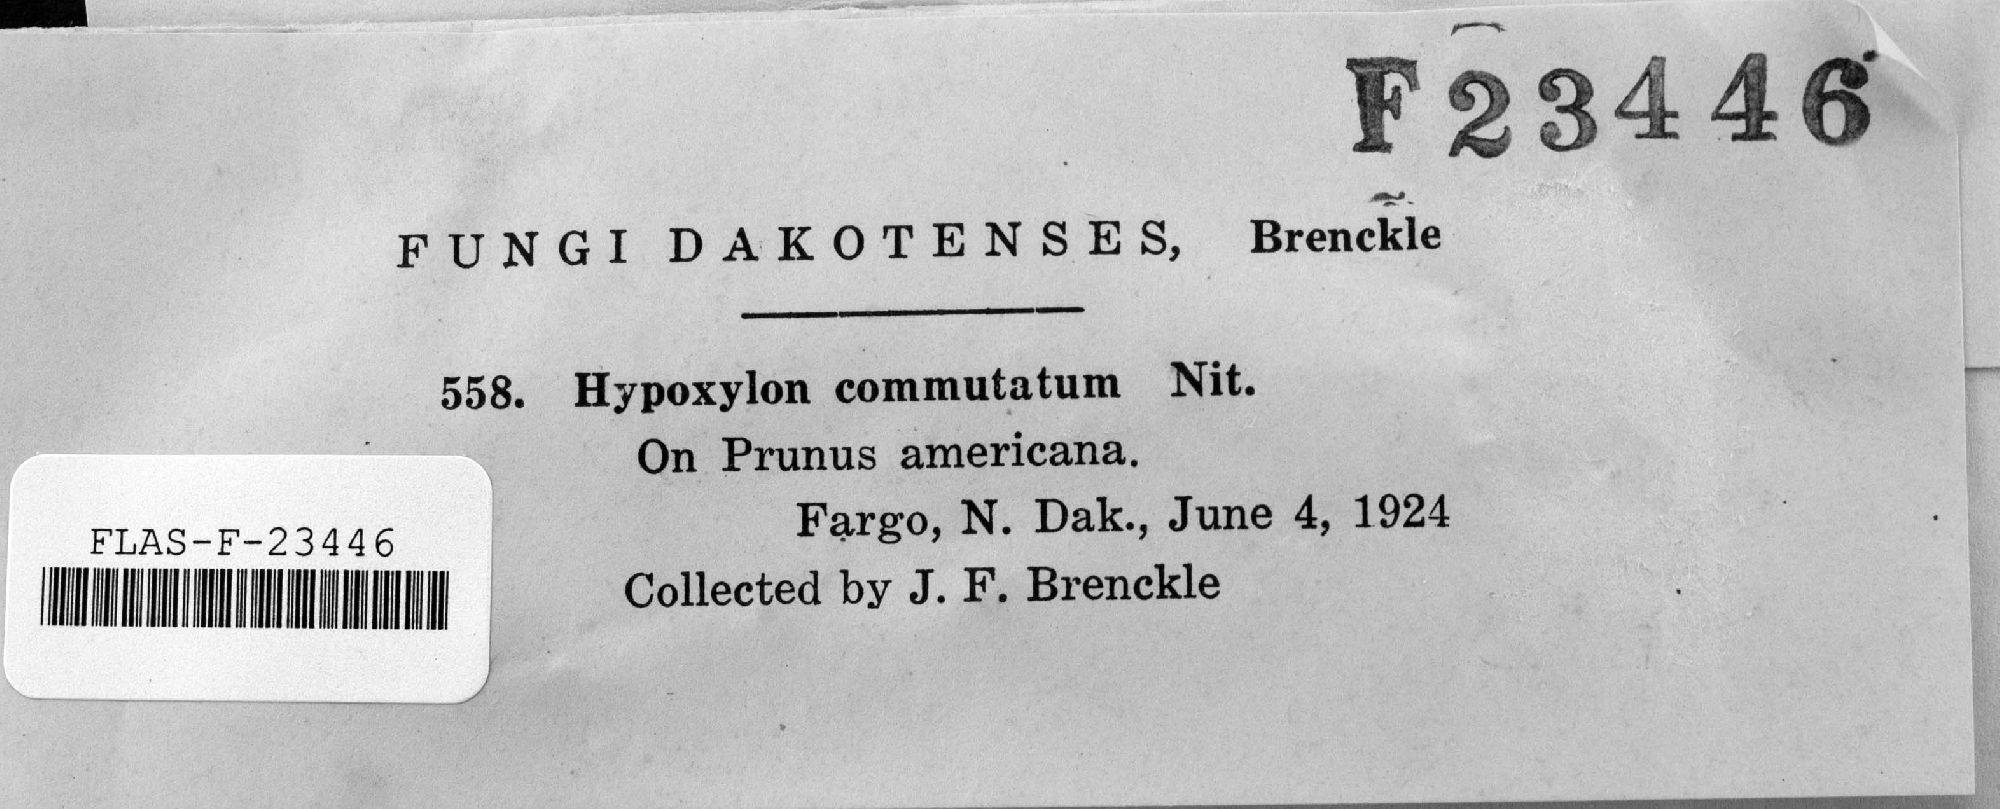 F23446
FUNGI DAKOTENSES, Brenckle
558. Hypoxylon commutatum Nit.
On Prunus americana.
Fargo, N. Dak., June 4, 1924
Collected by J. F. Brenckle
FLAS-F-23446